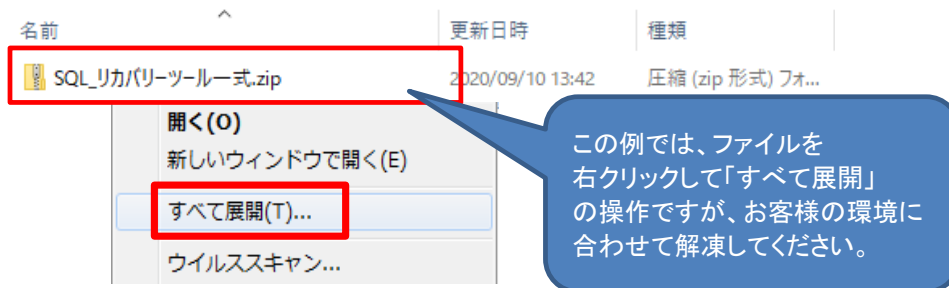 名前 更新日時 種類
SQL_リカバリーツール一式.zip 2020/09/10 13:42 圧縮 (zip 形式) フォ...
開く(O)
新しいウィンドウで開く(E)
すべて展開(T)...
ウイルススキャン...
この例では、ファイルを
右クリックして「すべて展開」
の操作ですが、お客様の環境に
合わせて解凍してください。